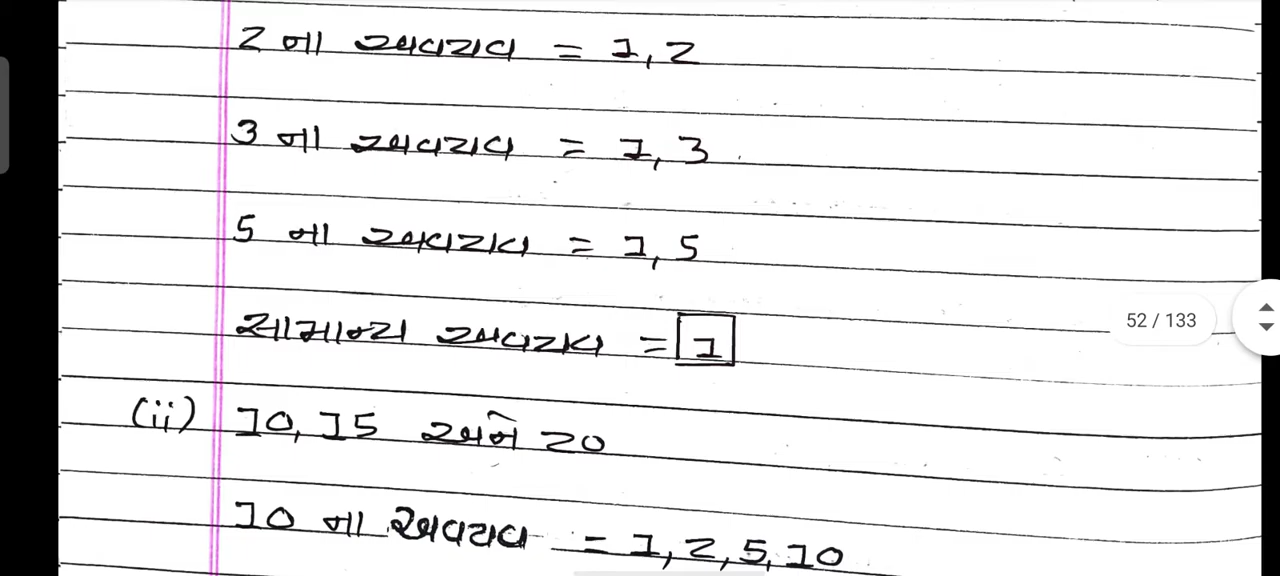 2 ના અવયવ = 1, 2
3 ના અવયવ = 1, 3
5 ના અવયવ = 1, 5
સામાન્ય અવયવ = 1
52 / 133
(ii) 10, 15 અને 20
10 ના અવયવ = 1, 2, 5, 10